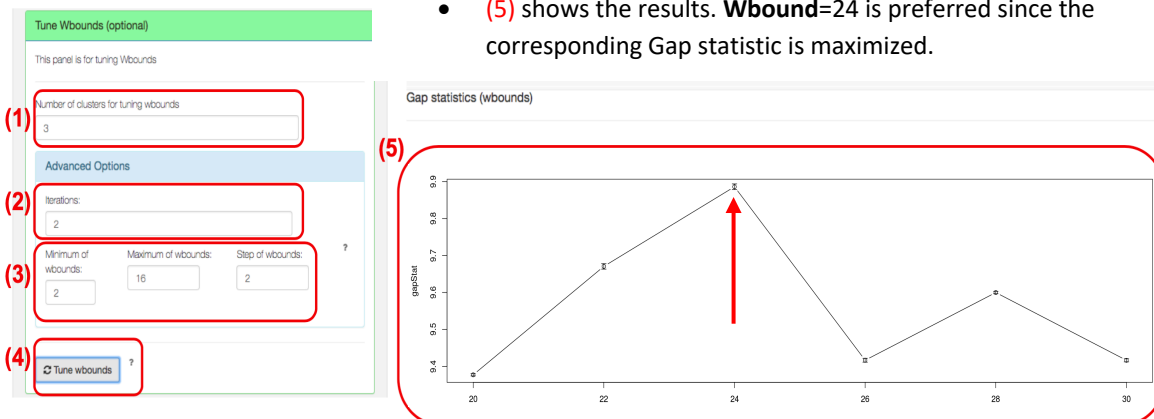 • (5) shows the results. Wbound=24 is preferred since the
corresponding Gap statistic is maximized.
Tune Wbounds (optional)
This panel is for tuning Wbounds
(1)
Number of clusters for tuning wbounds
3
Advanced Options
(2)
Iterations:
2
(3)
Minimum of wbounds:
2
Maximum of wbounds:
16
Step of wbounds:
2
?
(4)
Tune wbounds
?
Gap statistics (wbounds)
(5)
gapStat
9.9
9.8
9.7
9.6
9.5
9.4
20 22 24 26 28 30